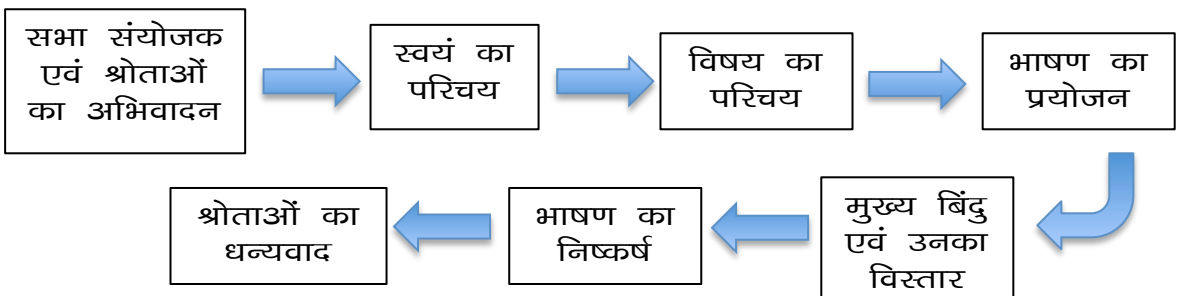 सभा संयोजक
एवं श्रोताओं
का अभिवादन
स्वयं का
परिचय
विषय का
परिचय
भाषण का
प्रयोजन
मुख्य बिंदु
एवं उनका
विस्तार
भाषण का
निष्कर्ष
श्रोताओं का
धन्यवाद